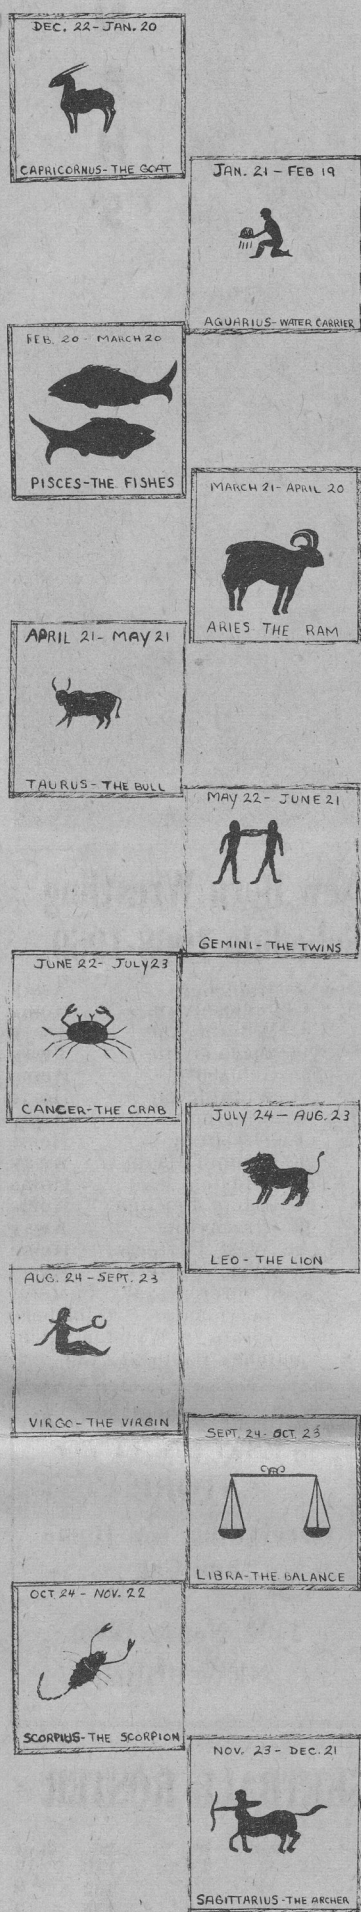 DEC. 22-JAN. 20
CAPRICORNUS-THE GOAT
JAN. 21 - FEB 19
AQUARIUS-WATER CARRIER
FEB. 20 - MARCH 20
PISCES-THE FISHES
MARCH 21-APRIL 20
ARIES THE RAM
APRIL 21- MAY 21
TAURUS - THE BULL
MAY 22- JUNE 21
GEMINI-THE TWINS
JUNE 22- JULY 23
CANCER-THE CRAB
JULY 24 - AUG. 23
LEO - THE LION
AUG. 24 - SEPT. 23
VIRGO-THE VIRGIN
SEPT. 24- OCT. 23
LIBRA-THE BALANCE
OCT 24 - NOV. 22
SCORPIUS-THE SCORPION
NOV. 23 - DEC. 21
SAGITTARIUS-THE ARCHER